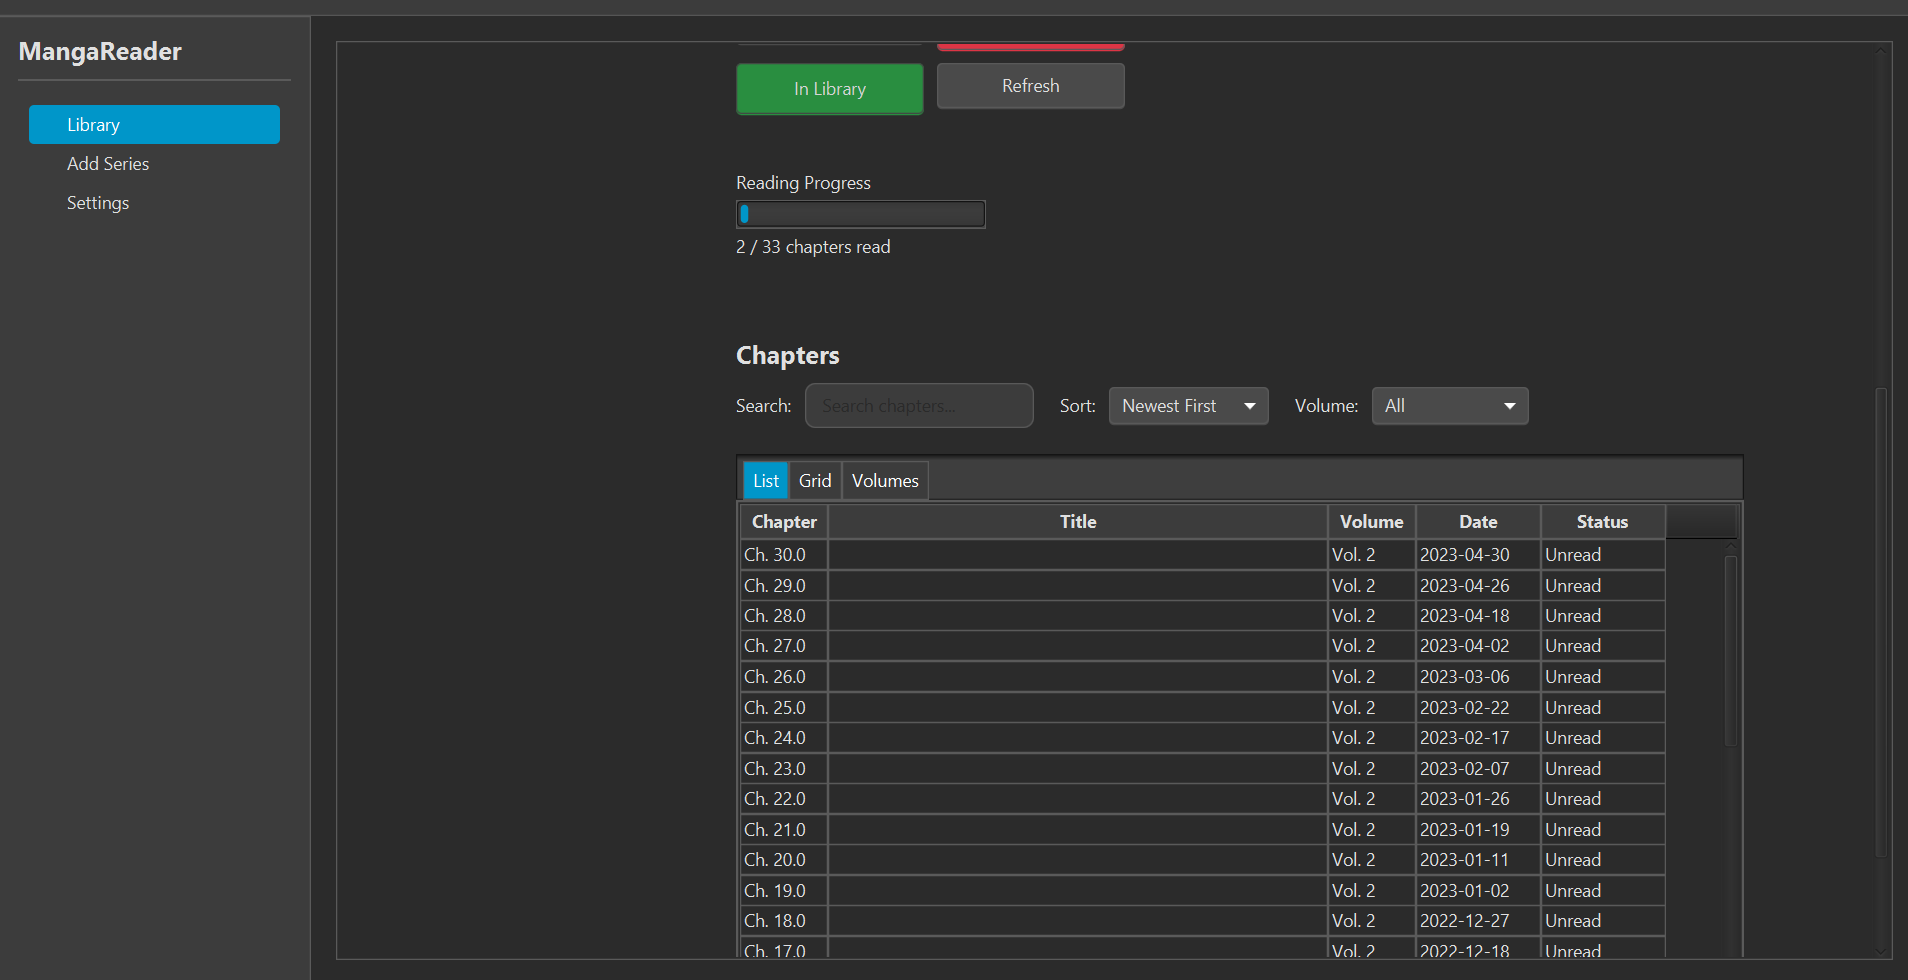 MangaReader
Library
Add Series
Settings
In Library
Refresh
Reading Progress
2 / 33 chapters read
Chapters
Search: Search chapters... Sort: Newest First Volume: All
List Grid Volumes
Chapter Title Volume Date Status
Ch. 30.0 Vol. 2 2023-04-30 Unread
Ch. 29.0 Vol. 2 2023-04-26 Unread
Ch. 28.0 Vol. 2 2023-04-18 Unread
Ch. 27.0 Vol. 2 2023-04-02 Unread
Ch. 26.0 Vol. 2 2023-03-06 Unread
Ch. 25.0 Vol. 2 2023-02-22 Unread
Ch. 24.0 Vol. 2 2023-02-17 Unread
Ch. 23.0 Vol. 2 2023-02-07 Unread
Ch. 22.0 Vol. 2 2023-01-26 Unread
Ch. 21.0 Vol. 2 2023-01-19 Unread
Ch. 20.0 Vol. 2 2023-01-11 Unread
Ch. 19.0 Vol. 2 2023-01-02 Unread
Ch. 18.0 Vol. 2 2022-12-27 Unread
Ch. 17.0 Vol. 2 2022-12-18 Unread